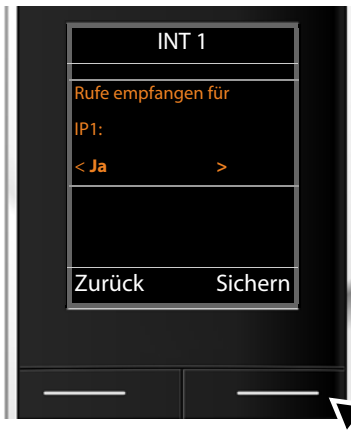 INT 1
Rufe empfangen für
IP1:
< Ja >
Zurück Sichern